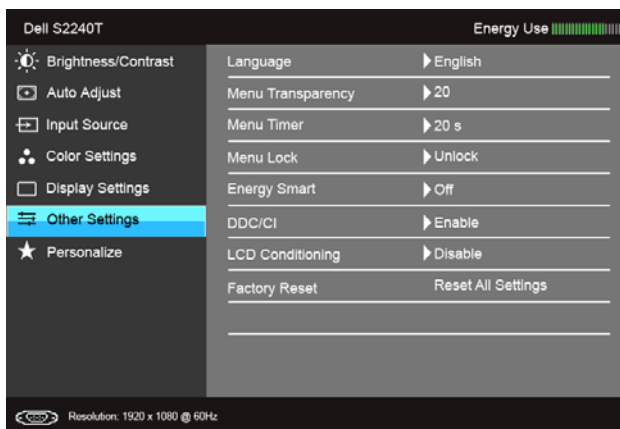 Dell S2240T Energy Use
Brightness/Contrast
Auto Adjust
Input Source
Color Settings
Display Settings
Other Settings
Personalize
Language English
Menu Transparency 20
Menu Timer 20 s
Menu Lock Unlock
Energy Smart Off
DDC/CI Enable
LCD Conditioning Disable
Factory Reset Reset All Settings
Resolution: 1920 x 1080 @ 60Hz